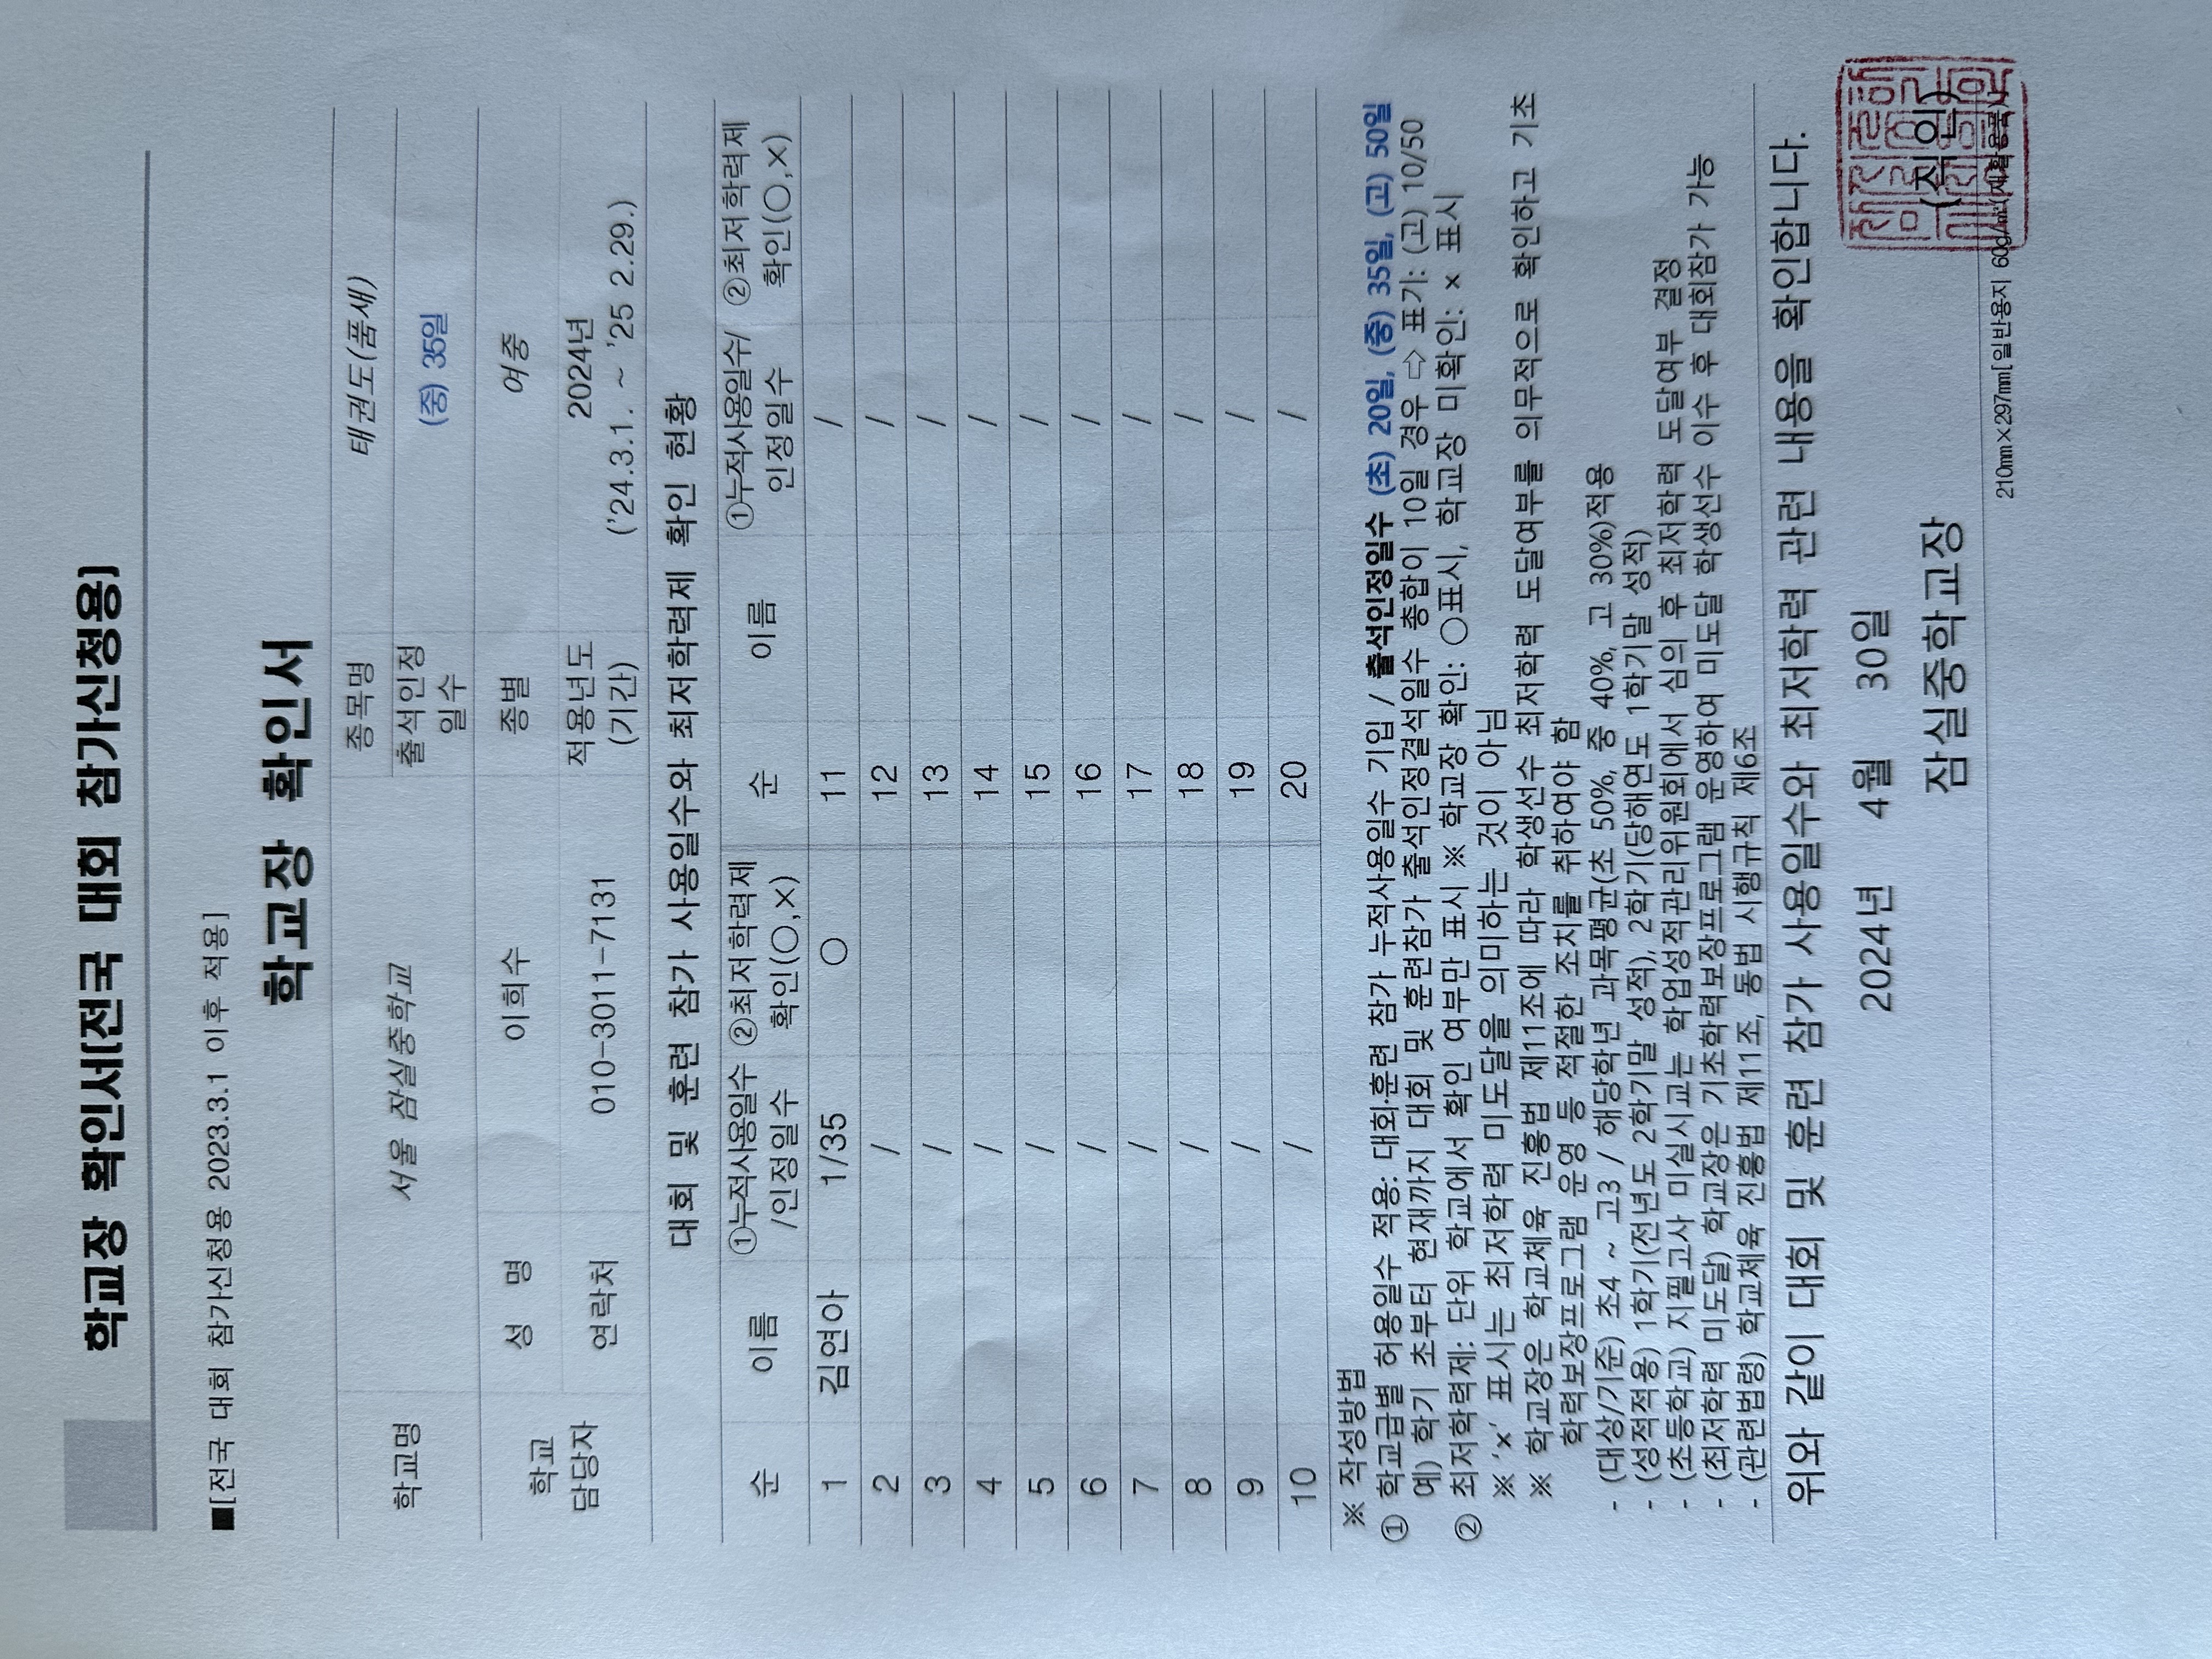 학교장 확인서(전국 대회 참가신청용)
■[전국 대회 참가신청용 2023.3.1 이후 적용]
학교장 확인서
학교명 서울 잠실중학교 종목명 태권도(품새)
출석인정일수 (중) 35일
학교 담당자 성 명 이희수 종별 여중
연락처 010-3011-7131 적용년도(기간) 2024년 ('24.3.1. ~ '25 2.29.)
대회 및 훈련 참가 사용일수와 최저학력제 확인 현황
순 이름 ①누적사용일수/인정일수 ②최저학력제 확인(○,×) 순 이름 ①누적사용일수/인정일수 ②최저학력제 확인(○,×)
1 김연아 1/35 ○ 11 /
2 / 12 /
3 / 13 /
4 / 14 /
5 / 15 /
6 / 16 /
7 / 17 /
8 / 18 /
9 / 19 /
10 / 20 /
※ 작성방법
① 학교급별 허용일수 적용: 대회·훈련 참가 누적사용일수 기입 / 출석인정일수 (초) 20일, (중) 35일, (고) 50일
예) 학기 초부터 현재까지 대회 및 훈련참가 출석인정결석일수 총합이 10일 경우 ⇨ 표기: (고) 10/50
② 최저학력제: 단위 학교에서 확인 여부만 표시 ※ 학교장 확인: ○표시, 학교장 미확인: × 표시
※ '×' 표시는 최저학력 미도달을 의미하는 것이 아님
※ 학교장은 학교체육 진흥법 제11조에 따라 학생선수 최저학력 도달여부를 의무적으로 확인하고 기초
학력보장프로그램 운영 등 적절한 조치를 취하여야 함
- (대상/기준) 초4 ~ 고3 / 해당학년 과목평균(초 50%, 중 40%, 고 30%)적용
- (성적적용) 1학기(전년도 2학기말 성적), 2학기(당해연도 1학기말 성적)
- (초등학교) 지필고사 미실시교는 학업성적관리위원회에서 심의 후 최저학력 도달여부 결정
- (최저학력 미도달) 학교장은 기초학력보장프로그램 운영하여 미도달 학생선수 이수 후 대회참가 가능
- (관련법령) 학교체육 진흥법 제11조, 동법 시행규칙 제6조
위와 같이 대회 및 훈련 참가 사용일수와 최저학력 관련 내용을 확인합니다.
2024년 4월 30일
잠실중학교장 (직인)
210㎜×297㎜[일반용지 60g/㎡(재활용품)]